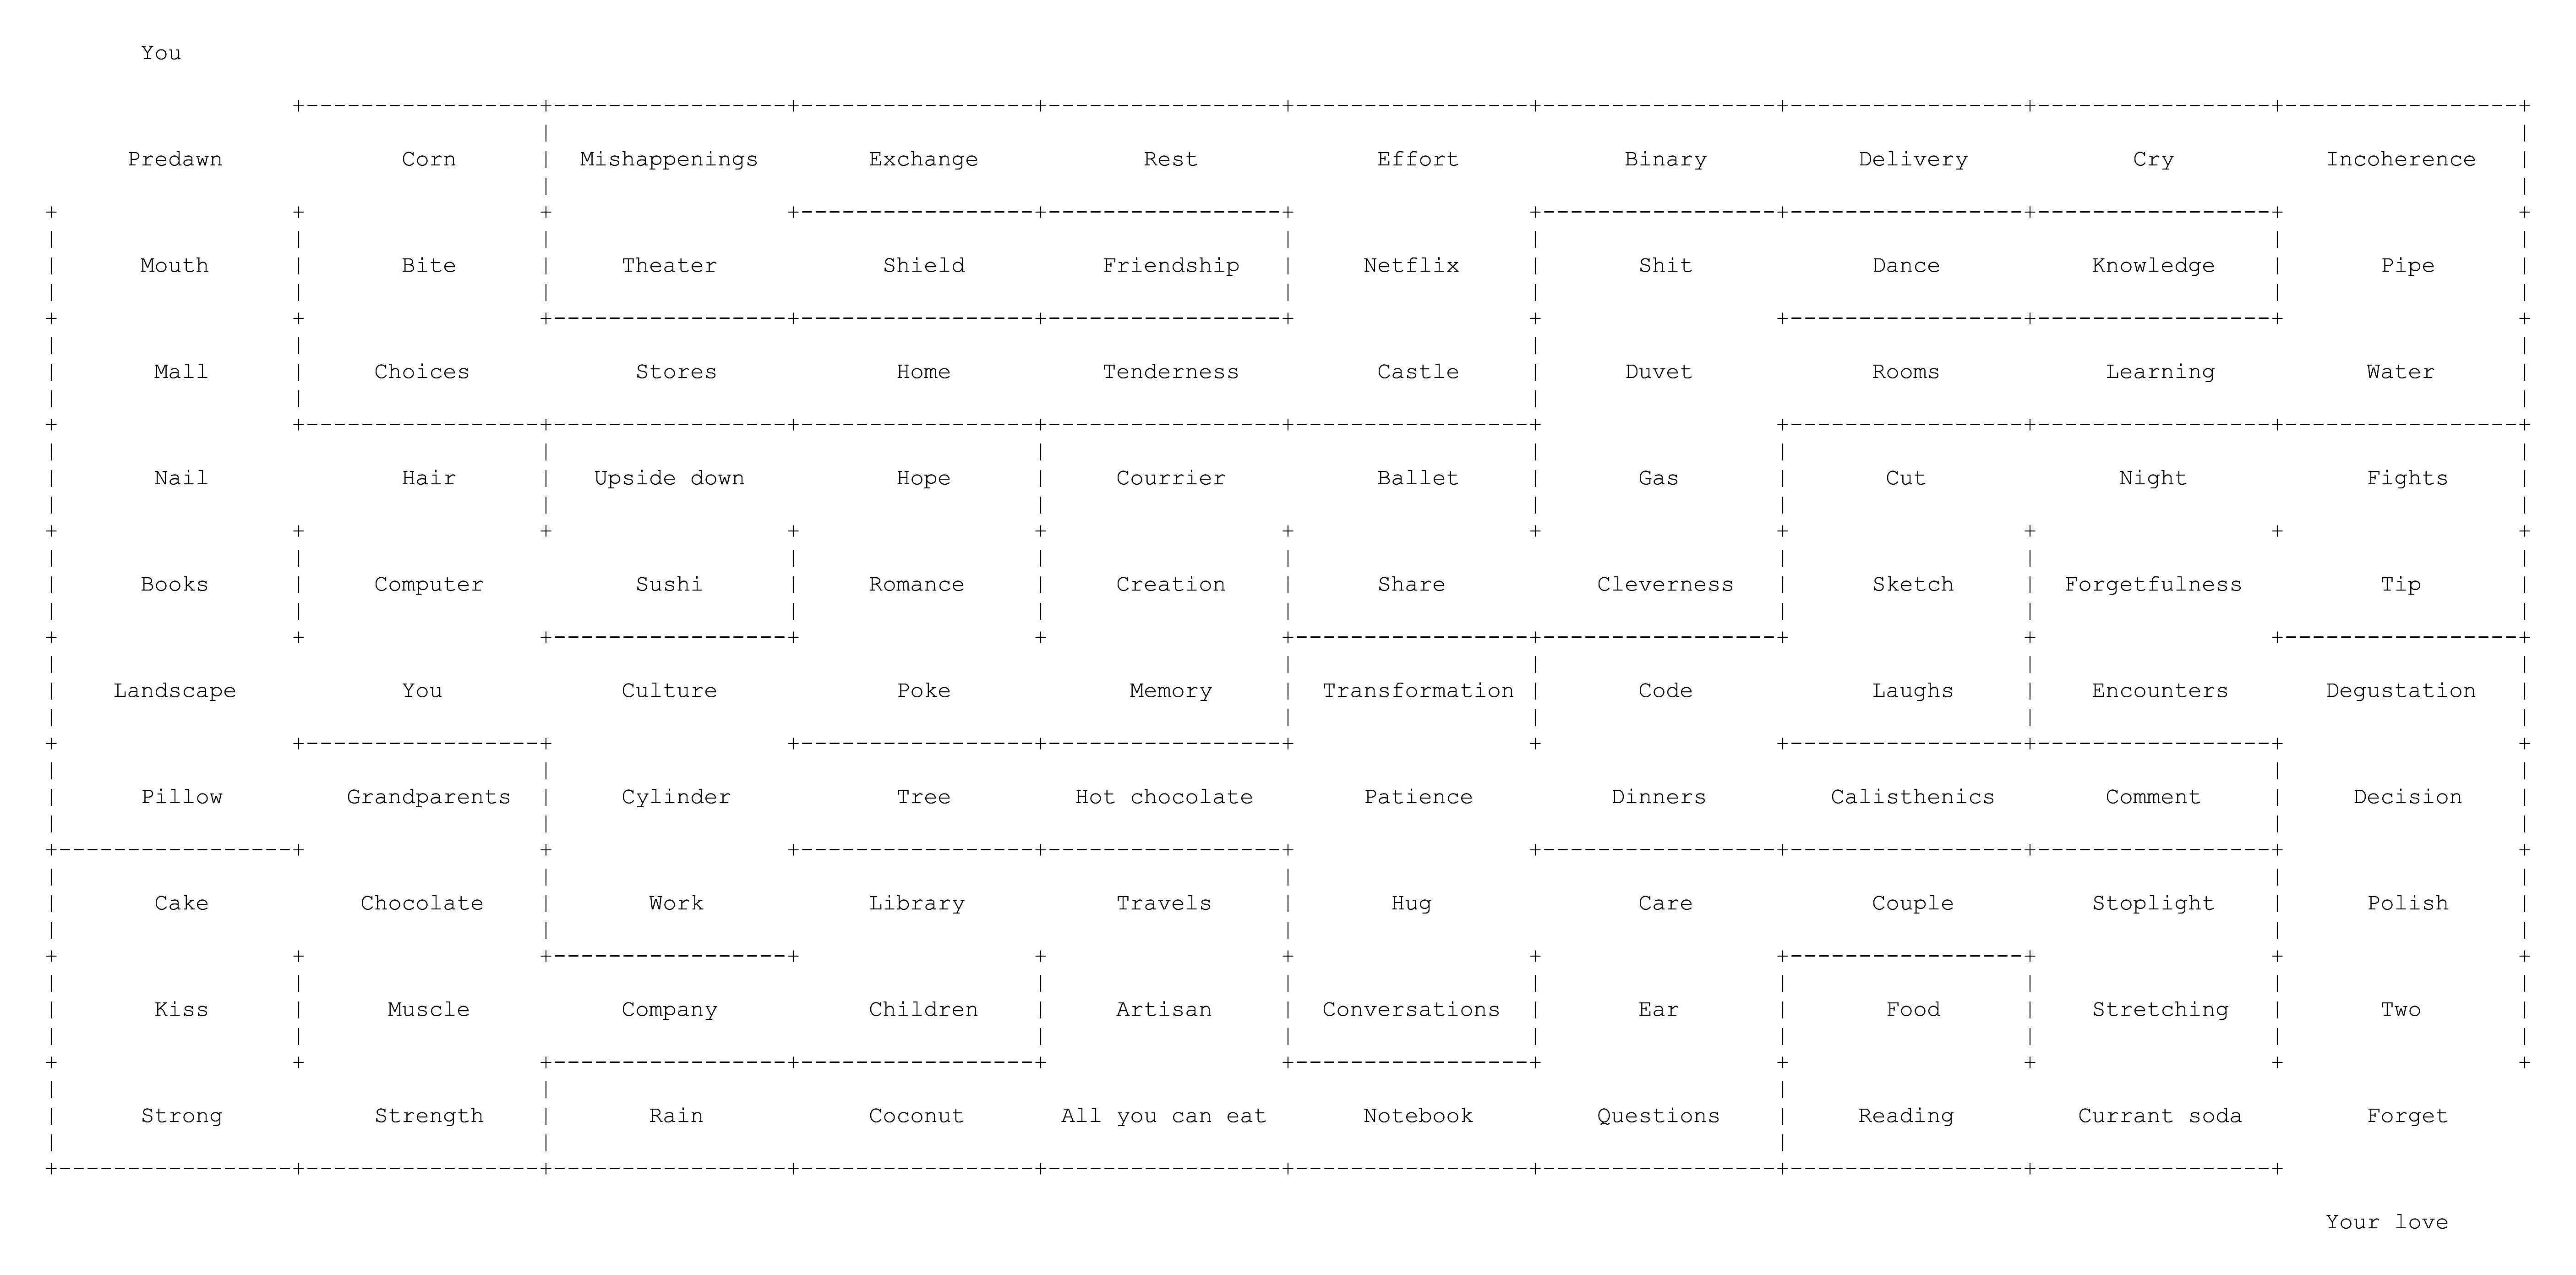 You
Predawn Corn Mishappenings Exchange Rest Effort Binary Delivery Cry Incoherence
Mouth Bite Theater Shield Friendship Netflix Shit Dance Knowledge Pipe
Mall Choices Stores Home Tenderness Castle Duvet Rooms Learning Water
Nail Hair Upside down Hope Courrier Ballet Gas Cut Night Fights
Books Computer Sushi Romance Creation Share Cleverness Sketch Forgetfulness Tip
Landscape You Culture Poke Memory Transformation Code Laughs Encounters Degustation
Pillow Grandparents Cylinder Tree Hot chocolate Patience Dinners Calisthenics Comment Decision
Cake Chocolate Work Library Travels Hug Care Couple Stoplight Polish
Kiss Muscle Company Children Artisan Conversations Ear Food Stretching Two
Strong Strength Rain Coconut All you can eat Notebook Questions Reading Currant soda Forget
Your love